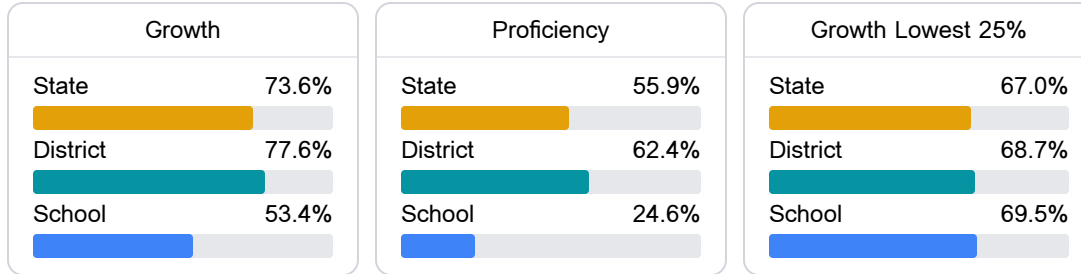 Growth
State 73.6%
District 77.6%
School 53.4%
Proficiency
State 55.9%
District 62.4%
School 24.6%
Growth Lowest 25%
State 67.0%
District 68.7%
School 69.5%